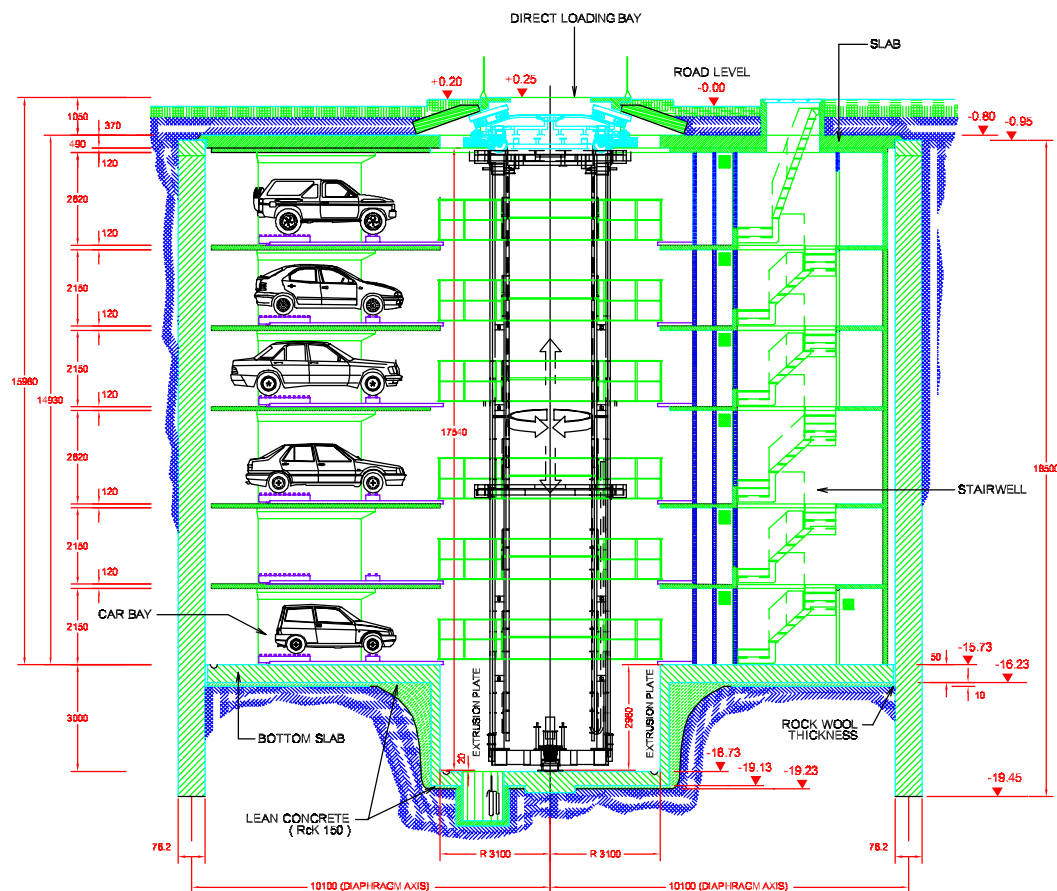 DIRECT LOADING BAY
SLAB
+0.20
+0.25
ROAD LEVEL
-0.00
-0.80
-0.95
1050
370
490
120
2620
120
2150
120
2150
120
2620
120
2150
120
2150
3000
15980
14930
17540
18500
STAIRWELL
CAR BAY
50
-15.73
-16.23
10
ROCK WOOL
THICKNESS
BOTTOM SLAB
EXTRUSION PLATE
EXTRUSION PLATE
2980
20
-18.73
-19.13
-19.23
-19.45
LEAN CONCRETE
( RcK 150 )
76.2
R 3100
R 3100
76.2
10100 (DIAPHRAGM AXIS)
10100 (DIAPHRAGM AXIS)